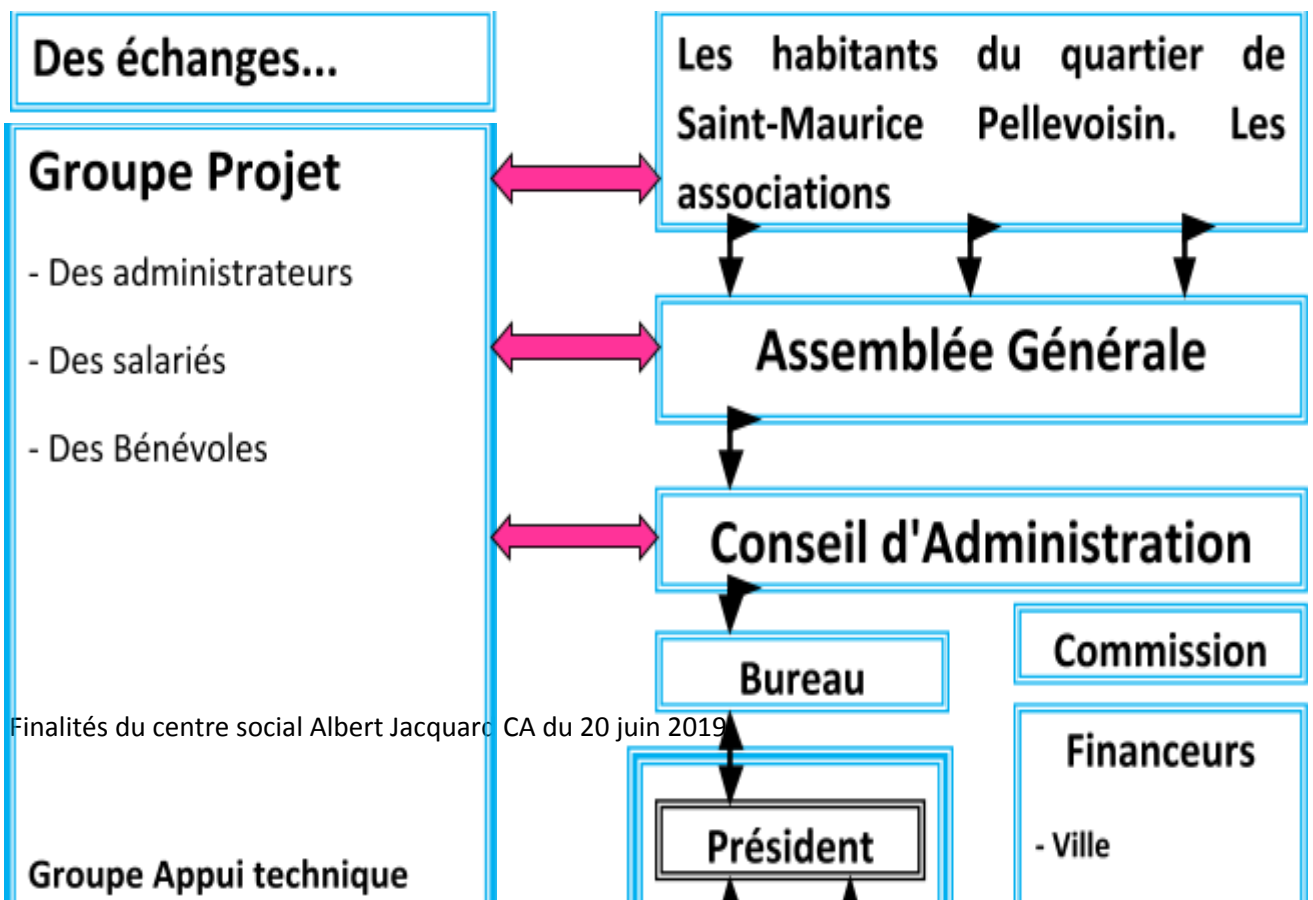 Des échanges...
Groupe Projet
- Des administrateurs
- Des salariés
- Des Bénévoles
Groupe Appui technique
Les habitants du quartier de
Saint-Maurice Pellevoisin. Les
associations
Assemblée Générale
Conseil d'Administration
Bureau
Commission
Finalités du centre social Albert Jacquard CA du 20 juin 2019
Président
Financeurs
- Ville